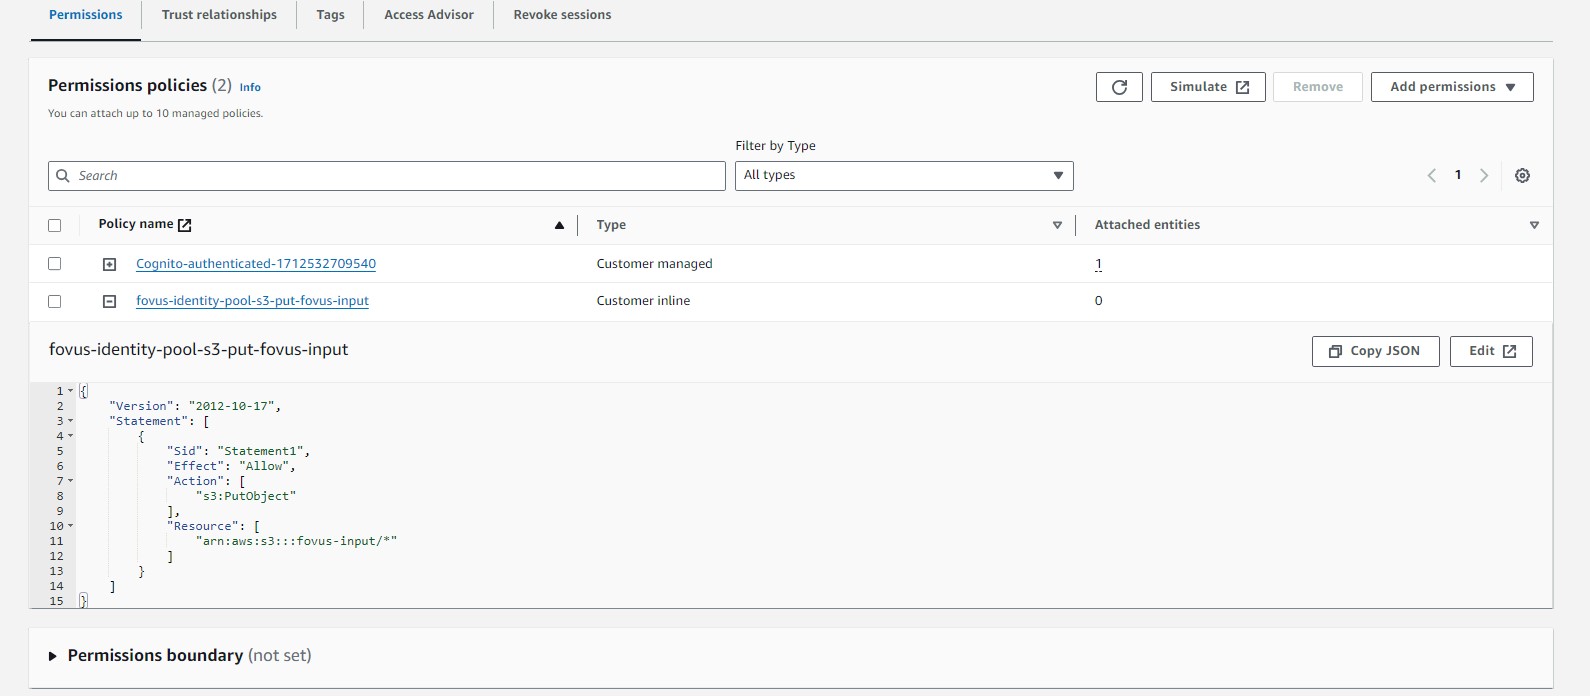 Permissions
Trust relationships
Tags
Access Advisor
Revoke sessions
Permissions policies (2) Info
You can attach up to 10 managed policies.
Simulate
Remove
Add permissions
Filter by Type
Search
All types
1
Policy name
Type
Attached entities
Cognito-authenticated-1712532709540
Customer managed
1
fovus-identity-pool-s3-put-fovus-input
Customer inline
0
fovus-identity-pool-s3-put-fovus-input
Copy JSON
Edit
1 {
2 "Version": "2012-10-17",
3 "Statement": [
4 {
5 "Sid": "Statement1",
6 "Effect": "Allow",
7 "Action": [
8 "s3:PutObject"
9 ],
10 "Resource": [
11 "arn:aws:s3:::fovus-input/*"
12 ]
13 }
14 ]
15 }
Permissions boundary (not set)